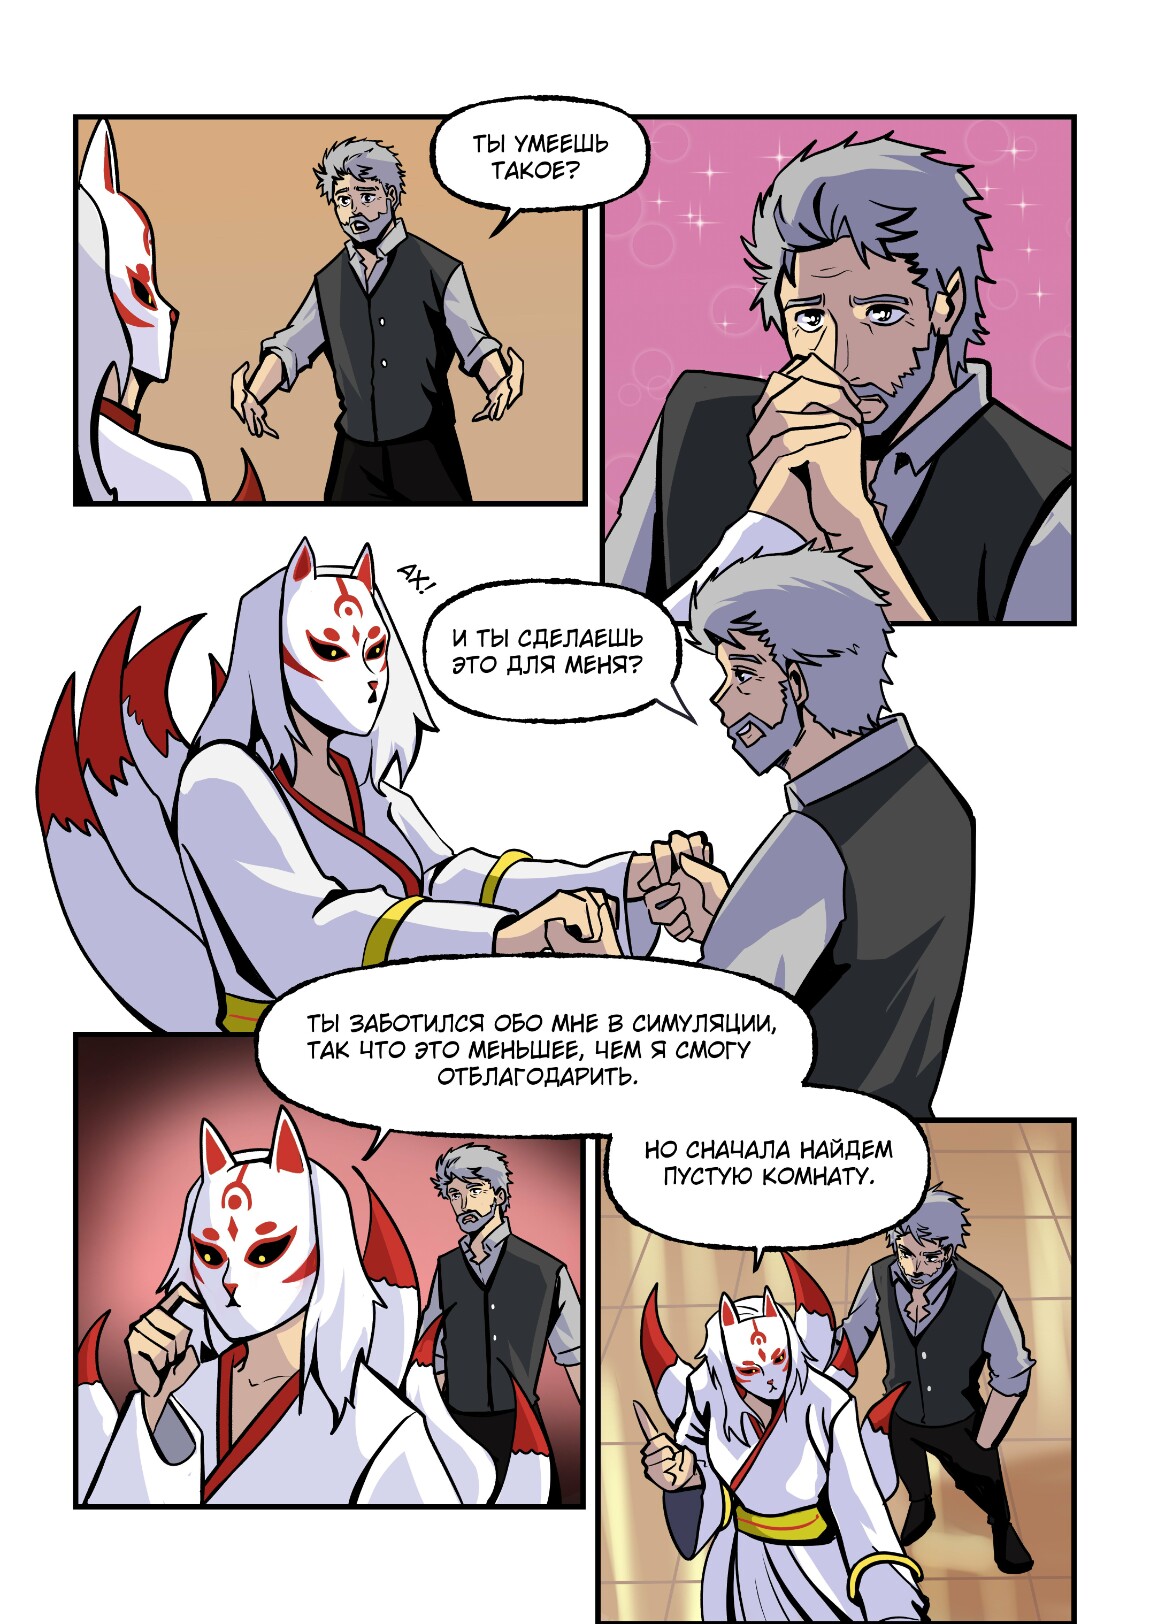 ТЫ УМЕЕШЬ
ТАКОЕ?
АХ!
И ТЫ СДЕЛАЕШЬ
ЭТО ДЛЯ МЕНЯ?
ТЫ ЗАБОТИЛСЯ ОБО МНЕ В СИМУЛЯЦИИ,
ТАК ЧТО ЭТО МЕНЬШЕЕ, ЧЕМ Я СМОГУ
ОТБЛАГОДАРИТЬ.
НО СНАЧАЛА НАЙДЕМ
ПУСТУЮ КОМНАТУ.